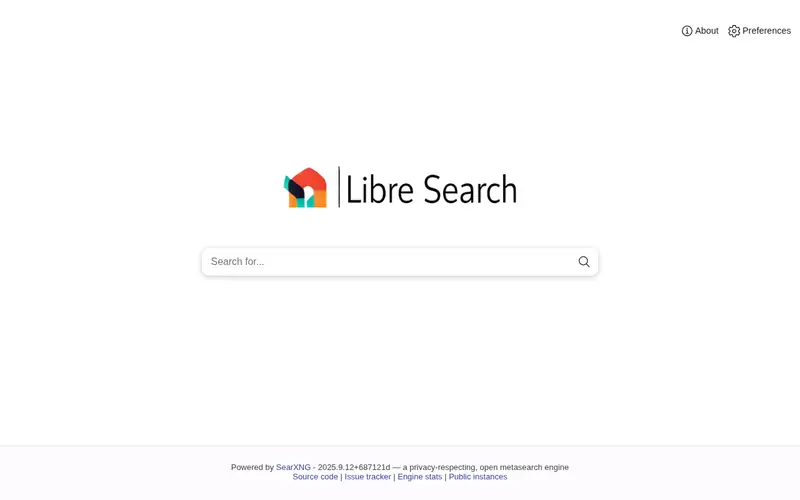 About
Preferences
Libre Search
Search for...
Powered by SearXNG - 2025.9.12+687121d — a privacy-respecting, open metasearch engine
Source code | Issue tracker | Engine stats | Public instances